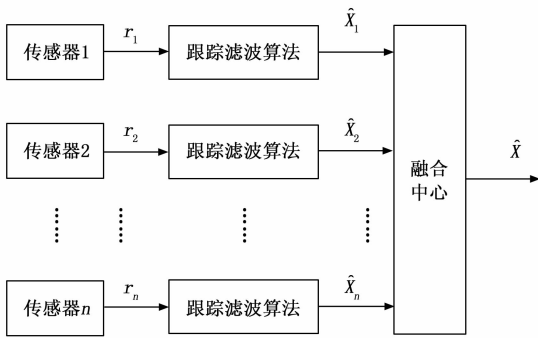 传感器1
r₁
跟踪滤波算法
X̂₁
传感器2
r₂
跟踪滤波算法
X̂₂
融合
中心
X̂
传感器n
rₙ
跟踪滤波算法
X̂ₙ